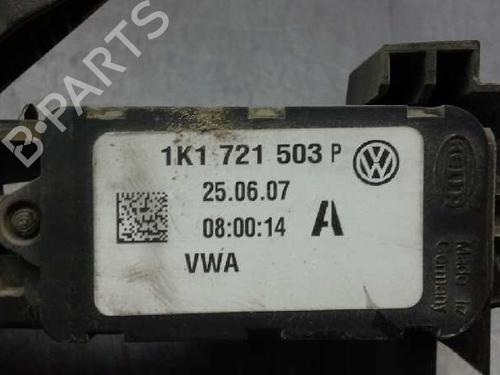 B-PARTS
1K1 721 503 P
25.06.07
08:00:14 A
VWA
HELLA
Made in
Germany